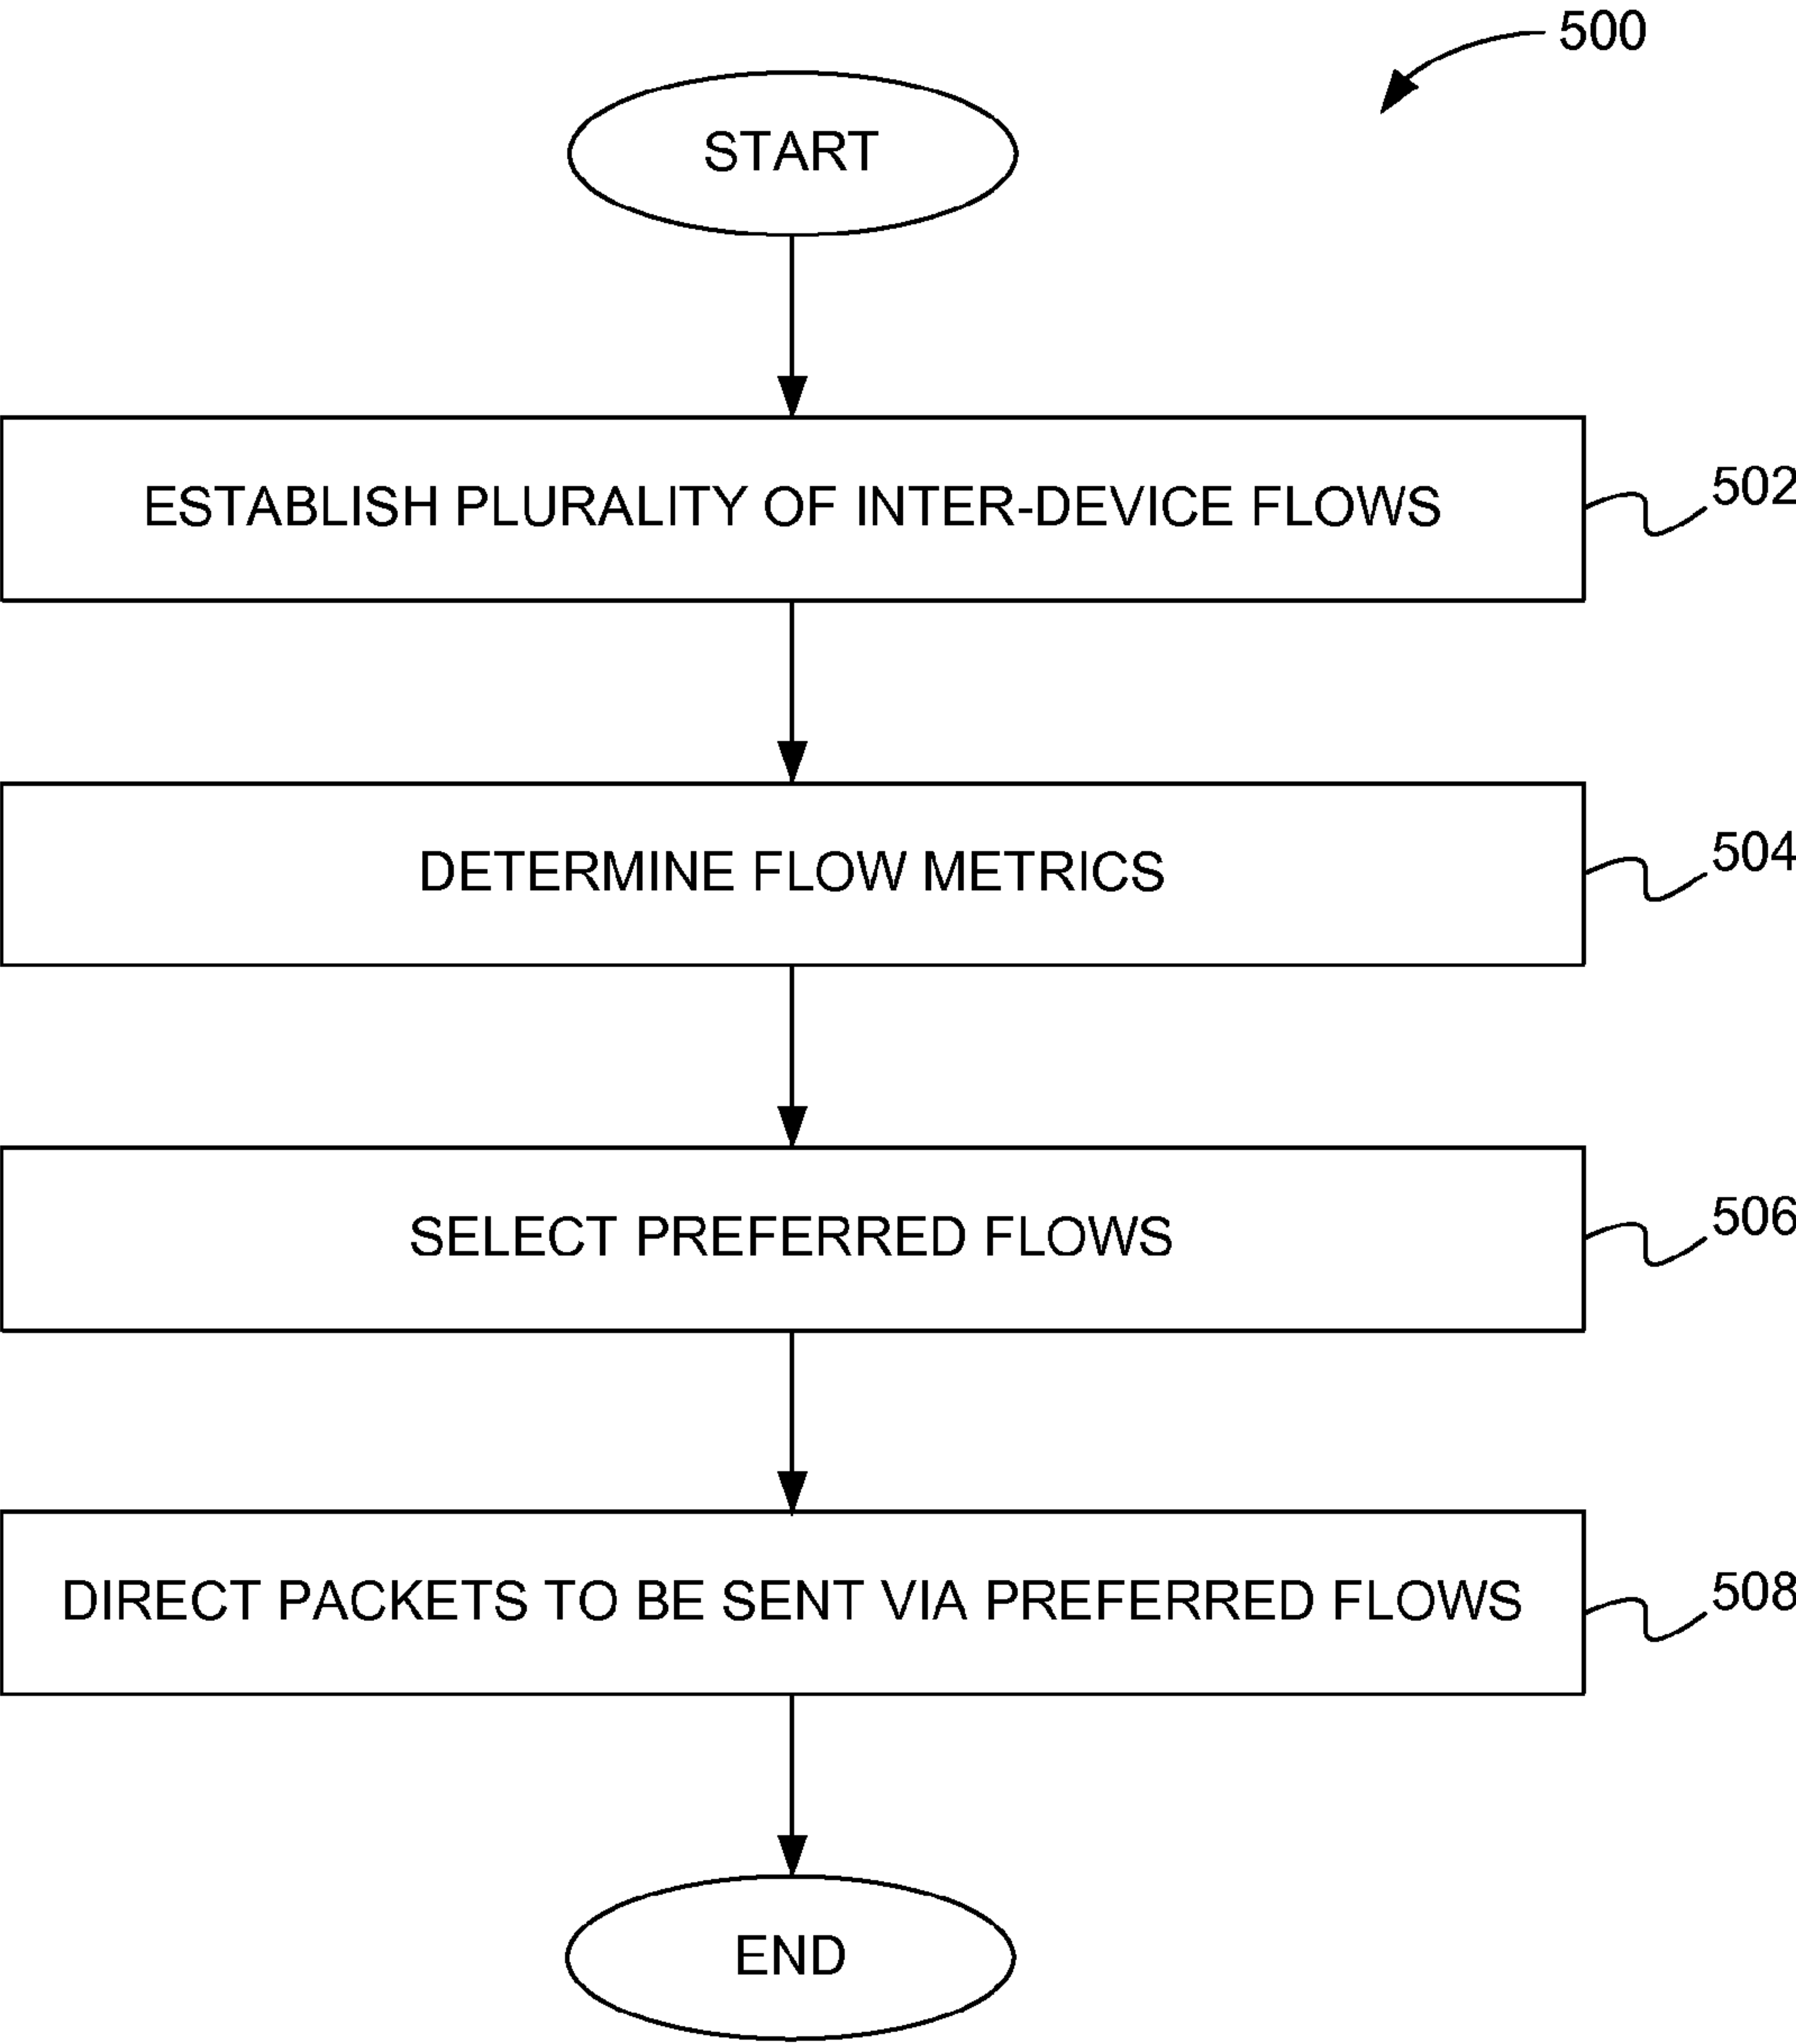 500
START
ESTABLISH PLURALITY OF INTER-DEVICE FLOWS
502
DETERMINE FLOW METRICS
504
SELECT PREFERRED FLOWS
506
DIRECT PACKETS TO BE SENT VIA PREFERRED FLOWS
508
END